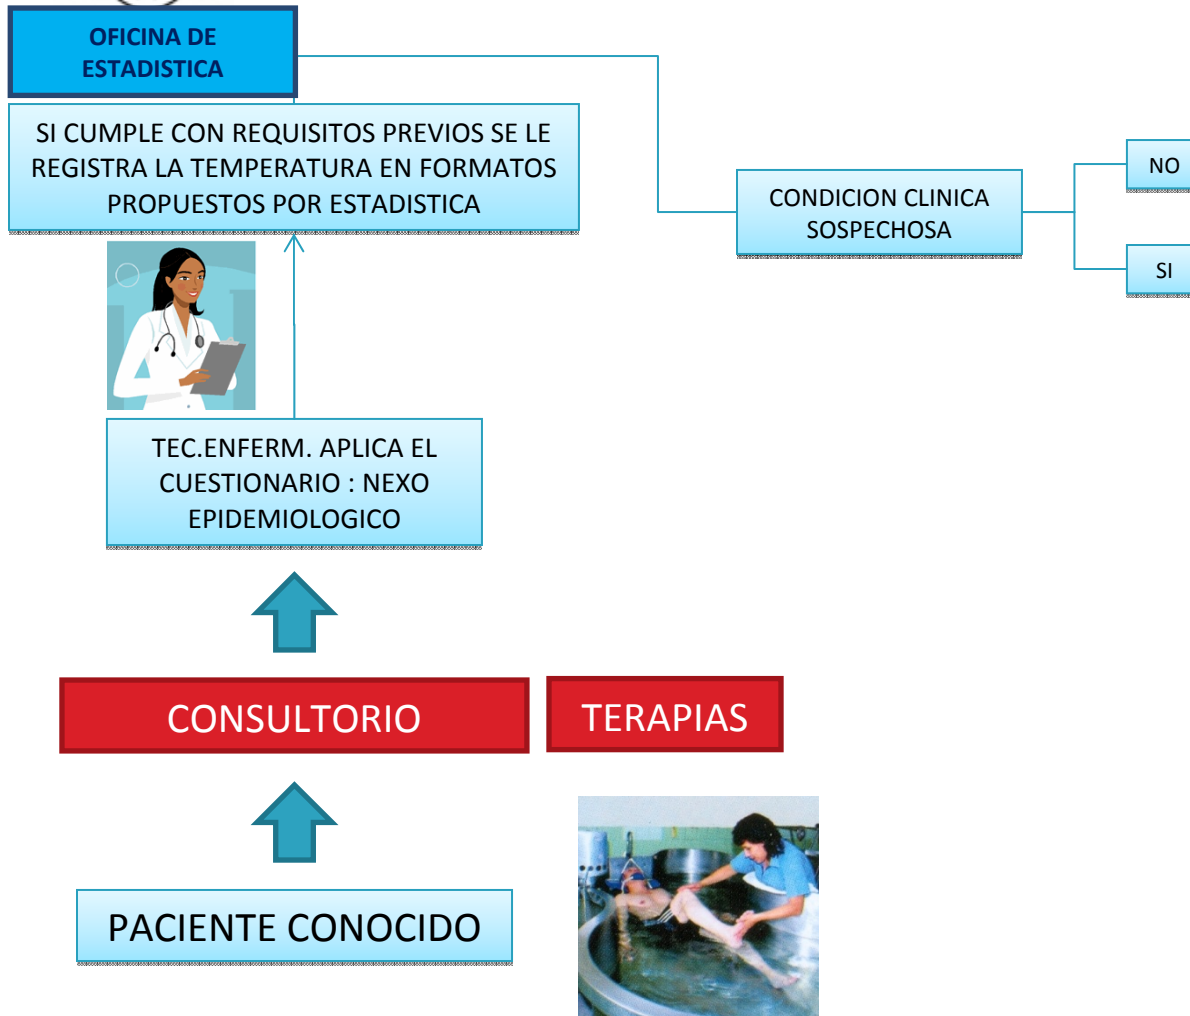 OFICINA DE
ESTADISTICA
SI CUMPLE CON REQUISITOS PREVIOS SE LE
REGISTRA LA TEMPERATURA EN FORMATOS
PROPUESTOS POR ESTADISTICA
CONDICION CLINICA
SOSPECHOSA
NO
SI
TEC.ENFERM. APLICA EL
CUESTIONARIO : NEXO
EPIDEMIOLOGICO
CONSULTORIO
TERAPIAS
PACIENTE CONOCIDO